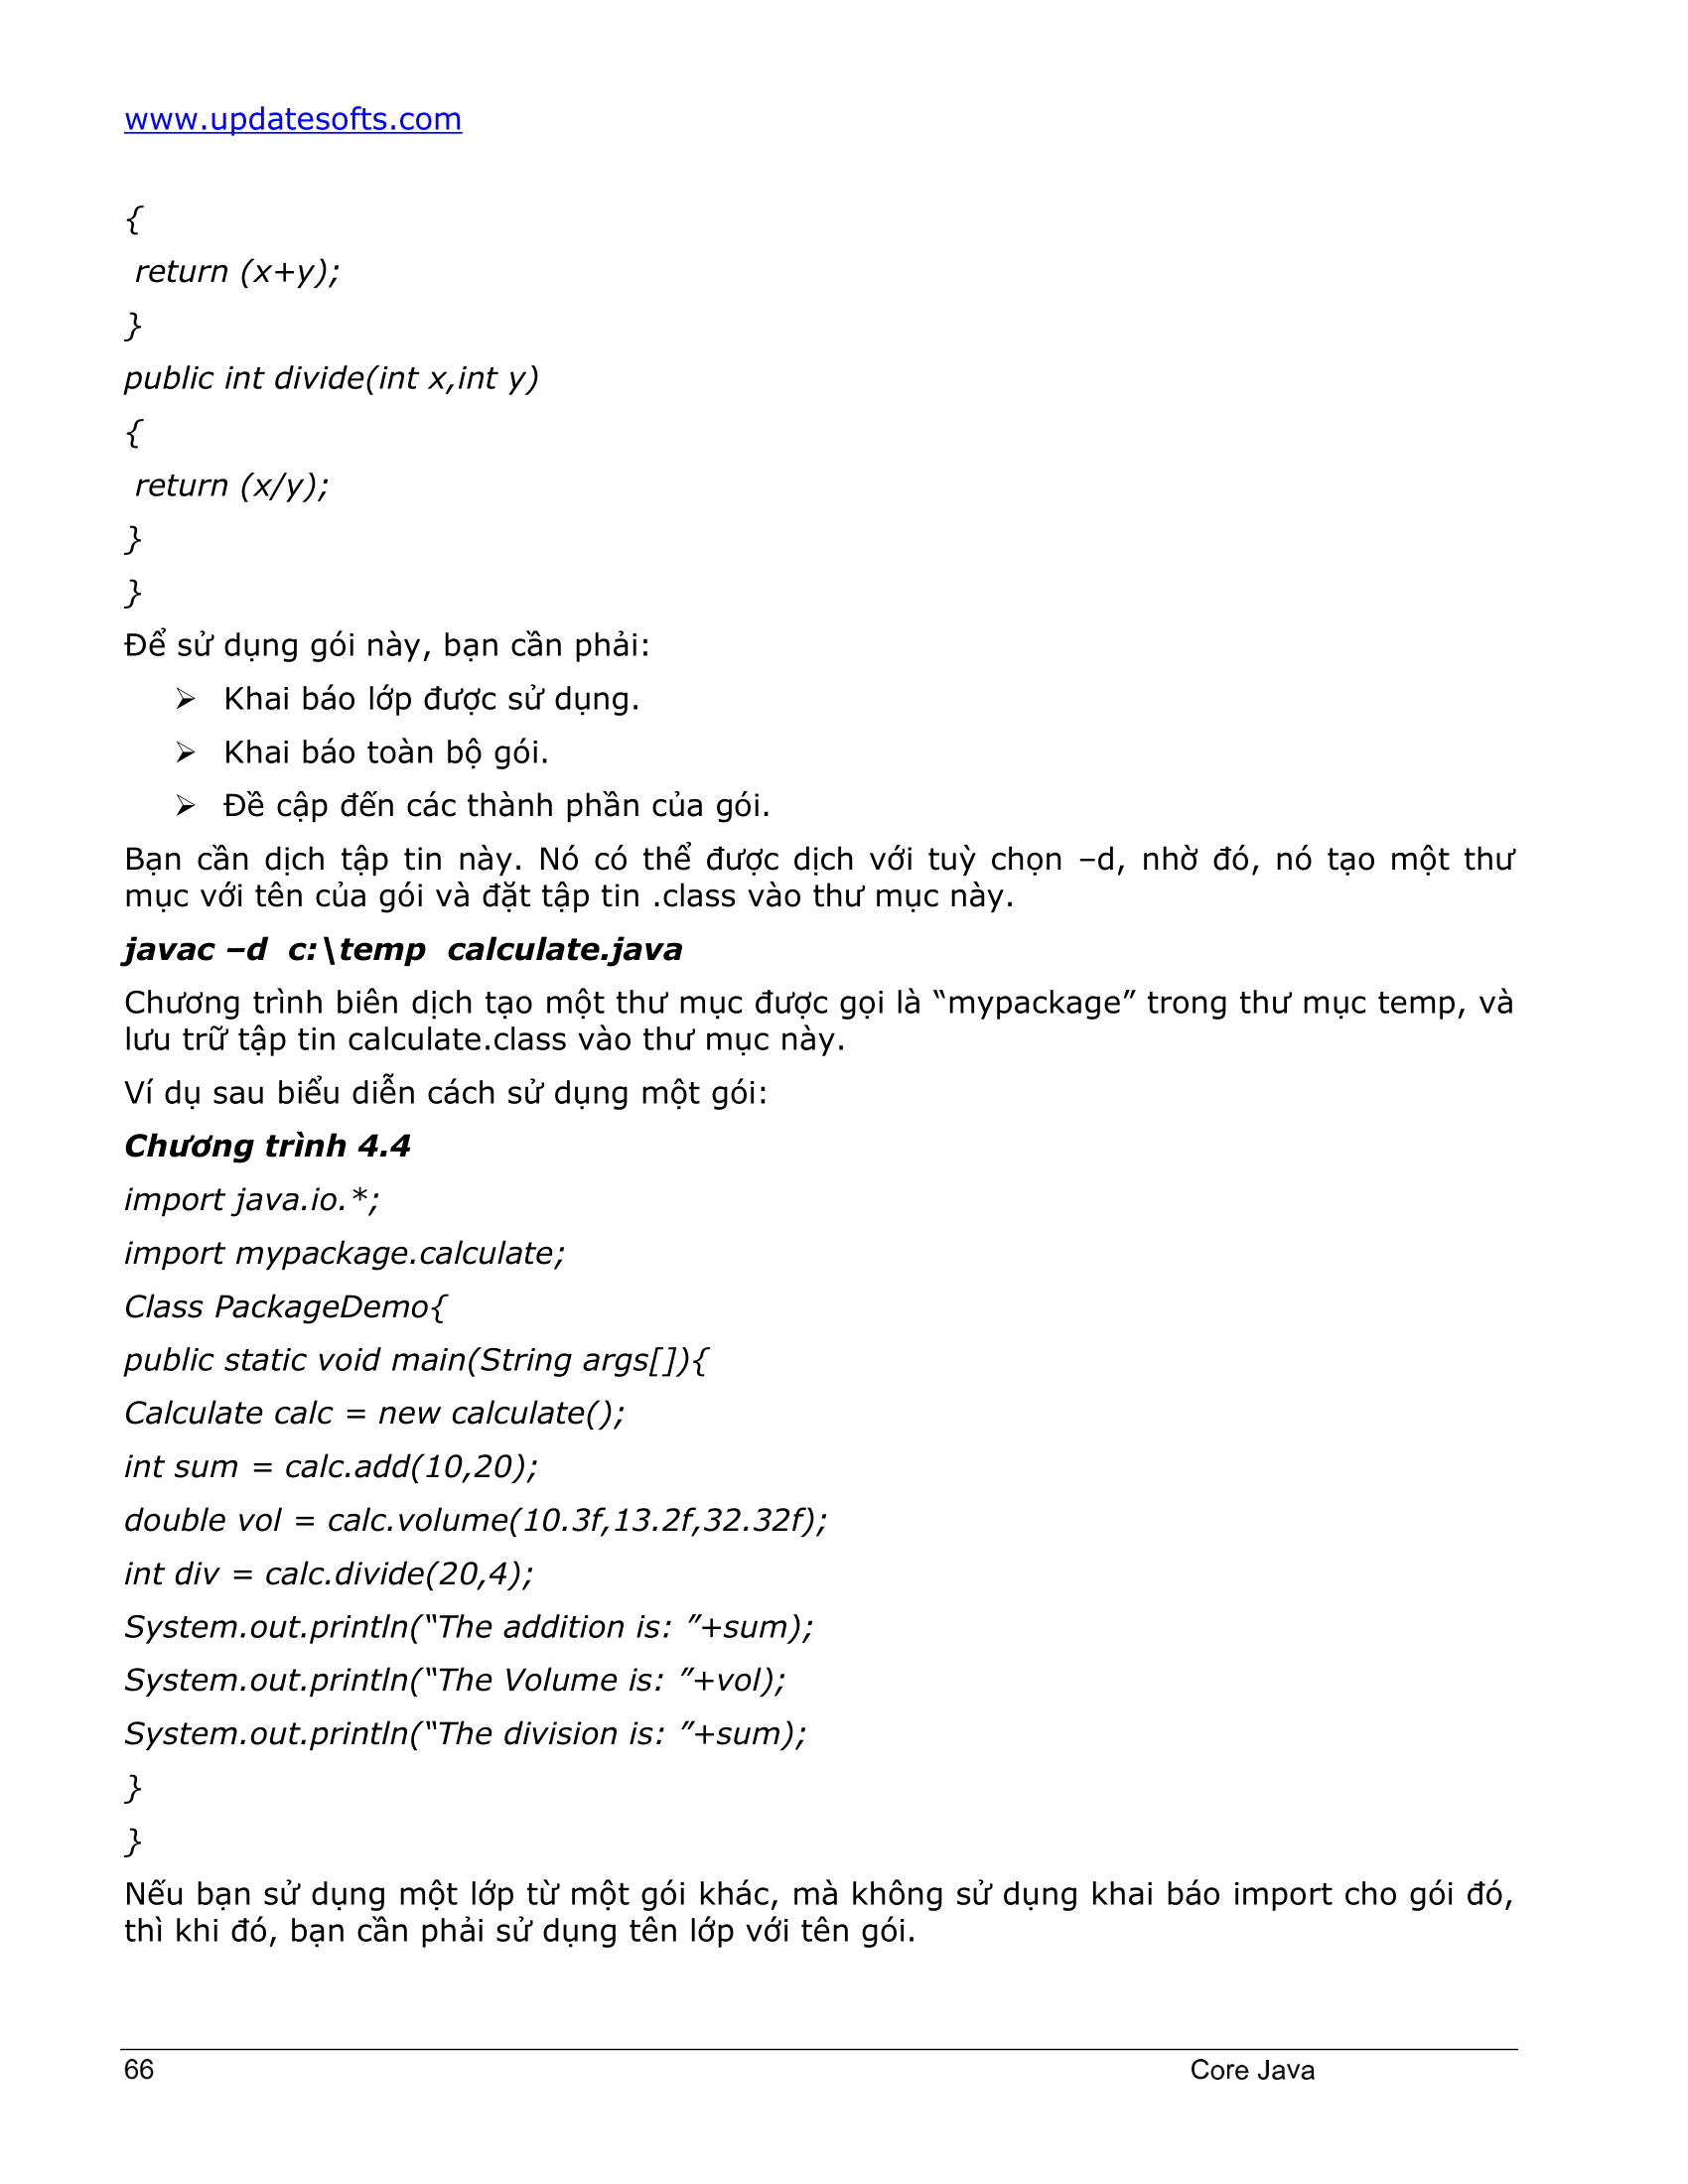 www.updatesofts.com
{
return (x+y);
}
public int divide(int x,int y)
{
return (x/y);
}
}
Để sử dụng gói này, bạn cần phải:
➢ Khai báo lớp được sử dụng.
➢ Khai báo toàn bộ gói.
➢ Đề cập đến các thành phần của gói.
Bạn cần dịch tập tin này. Nó có thể được dịch với tuỳ chọn –d, nhờ đó, nó tạo một thư
mục với tên của gói và đặt tập tin .class vào thư mục này.
javac –d c:\temp calculate.java
Chương trình biên dịch tạo một thư mục được gọi là “mypackage” trong thư mục temp, và
lưu trữ tập tin calculate.class vào thư mục này.
Ví dụ sau biểu diễn cách sử dụng một gói:
Chương trình 4.4
import java.io.*;
import mypackage.calculate;
Class PackageDemo{
public static void main(String args[]){
Calculate calc = new calculate();
int sum = calc.add(10,20);
double vol = calc.volume(10.3f,13.2f,32.32f);
int div = calc.divide(20,4);
System.out.println(“The addition is: ”+sum);
System.out.println(“The Volume is: ”+vol);
System.out.println(“The division is: ”+sum);
}
}
Nếu bạn sử dụng một lớp từ một gói khác, mà không sử dụng khai báo import cho gói đó,
thì khi đó, bạn cần phải sử dụng tên lớp với tên gói.
66 Core Java